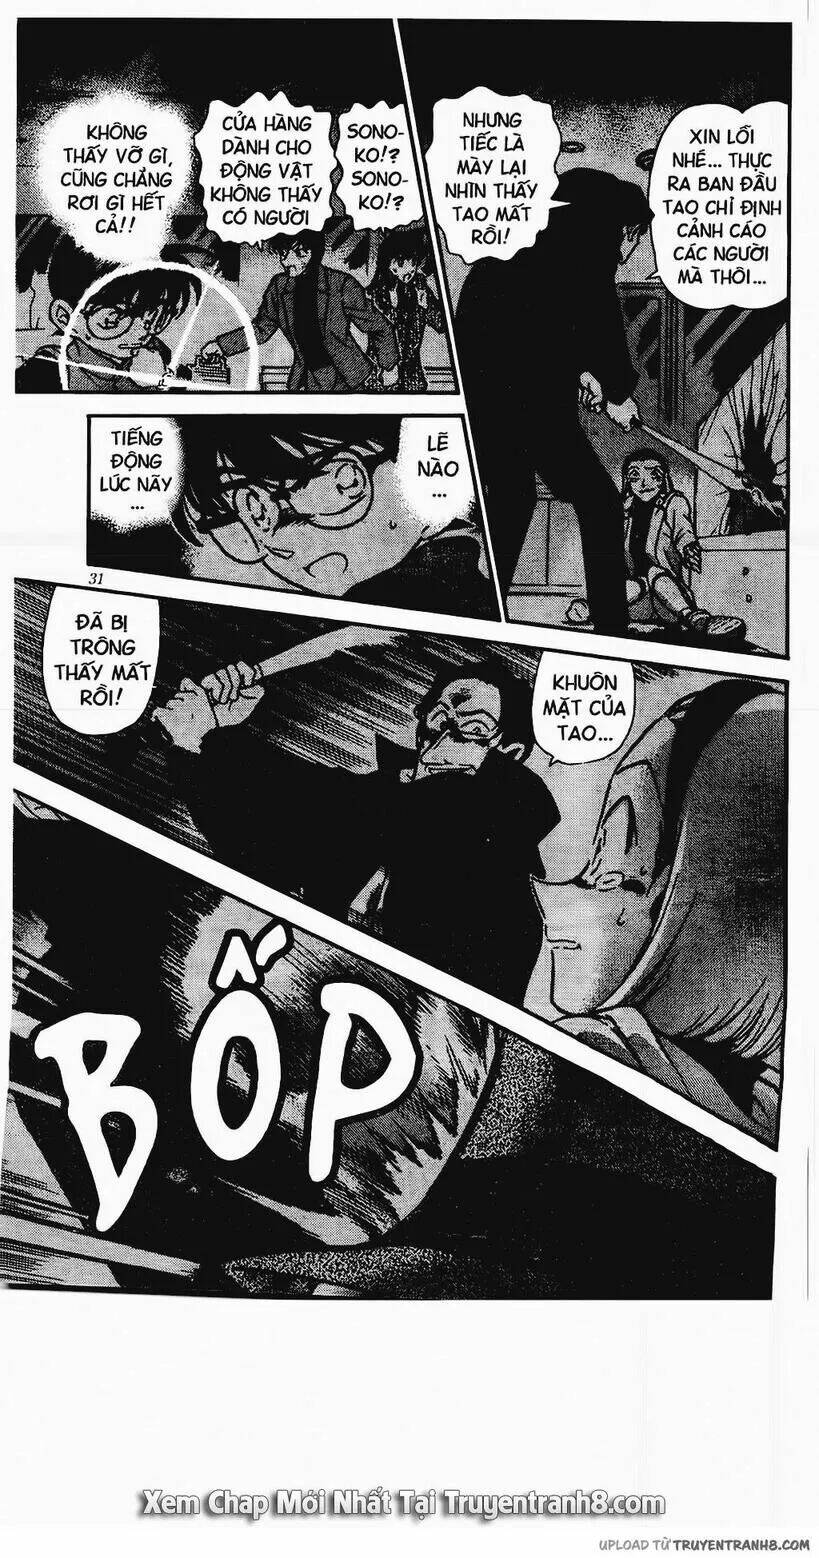 XIN LỖI
NHÉ... THỰC
RA BAN ĐẦU
TAO CHỈ ĐỊNH
CẢNH CÁO
CÁC NGƯỜI
MÀ THÔI...
NHƯNG
TIẾC LÀ
MÀY LẠI
NHÌN THẤY
TAO MẤT
RỒI!
SONO-
KO!?
SONO-
KO!?
CỬA HÀNG
DÀNH CHO
ĐỘNG VẬT
KHÔNG THẤY
CÓ NGƯỜI
KHÔNG
THẤY VỠ GÌ,
CŨNG CHẲNG
RƠI GÌ HẾT
CẢ!!
LẼ
NÀO
...
TIẾNG
ĐỘNG
LÚC NÃY
...
31
KHUÔN
MẶT CỦA
TAO...
ĐÃ BỊ
TRÔNG
THẤY MẤT
RỒI!
BỐP
Xem Chap Mới Nhất Tại Truyentranh8.com
UPLOAD TỪ TRUYENTRANH8.COM